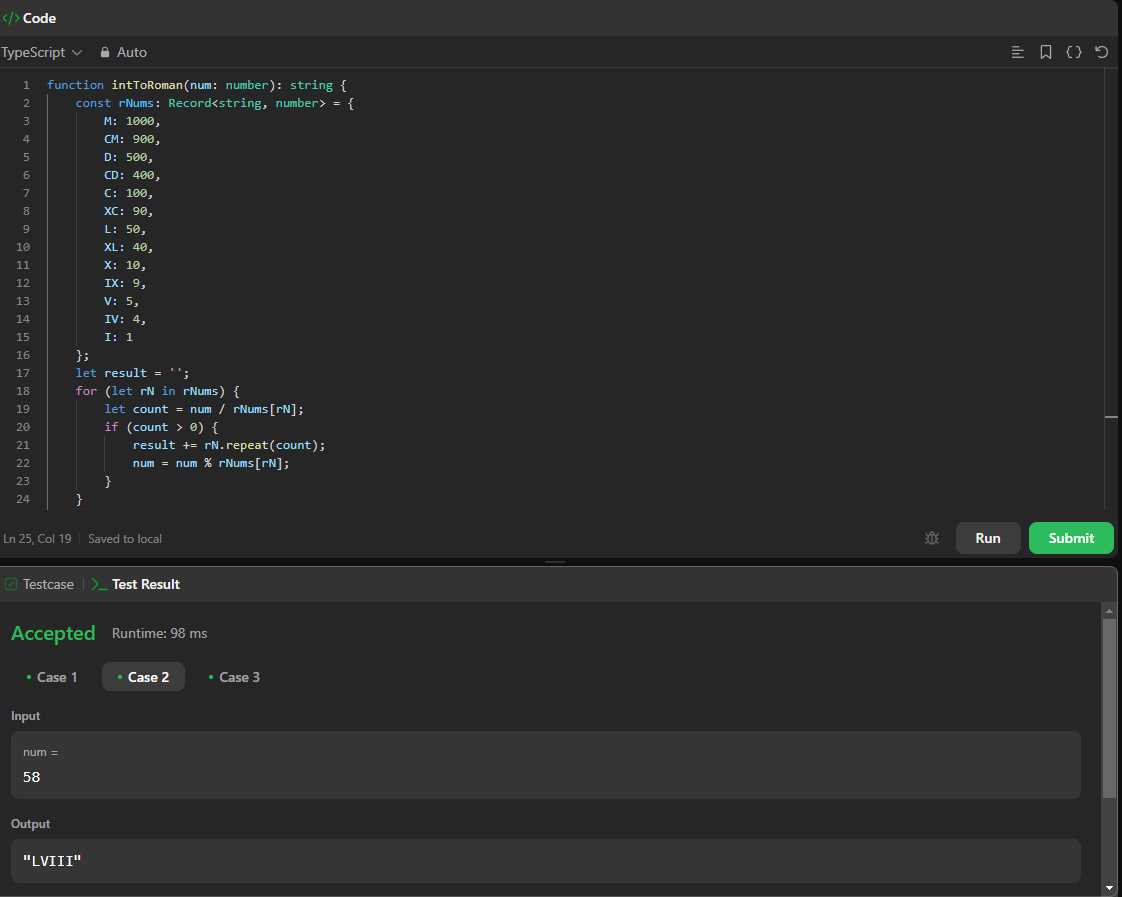 </> Code
TypeScript Auto
1 function intToRoman(num: number): string {
2 const rNums: Record<string, number> = {
3 M: 1000,
4 CM: 900,
5 D: 500,
6 CD: 400,
7 C: 100,
8 XC: 90,
9 L: 50,
10 XL: 40,
11 X: 10,
12 IX: 9,
13 V: 5,
14 IV: 4,
15 I: 1
16 };
17 let result = '';
18 for (let rN in rNums) {
19 let count = num / rNums[rN];
20 if (count > 0) {
21 result += rN.repeat(count);
22 num = num % rNums[rN];
23 }
24 }
Ln 25, Col 19 | Saved to local
Run
Submit
Testcase | >_ Test Result
Accepted Runtime: 98 ms
• Case 1 • Case 2 • Case 3
Input
num =
58
Output
"LVIII"